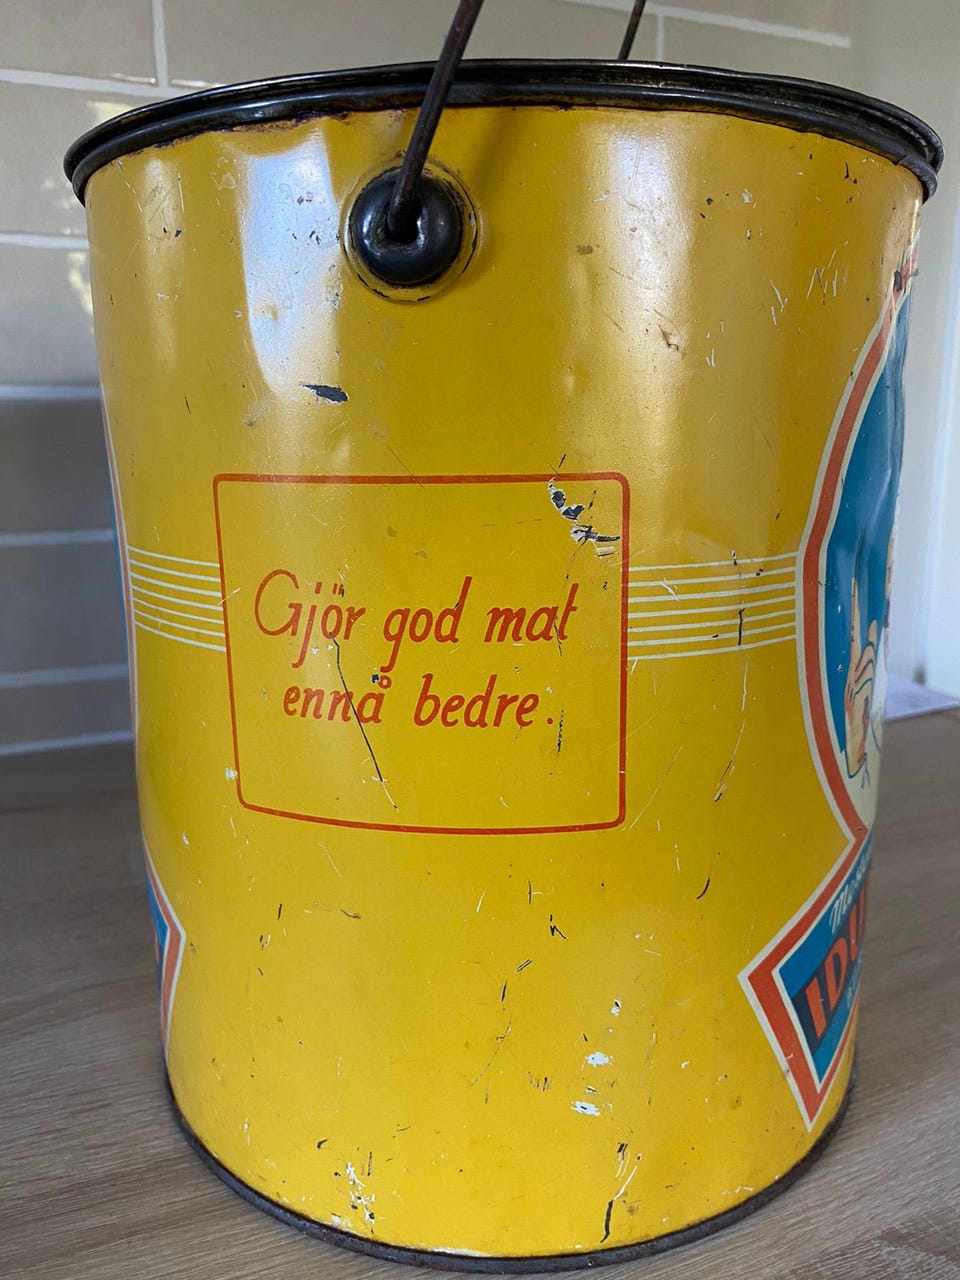 Gjör god mat
ennå bedre.